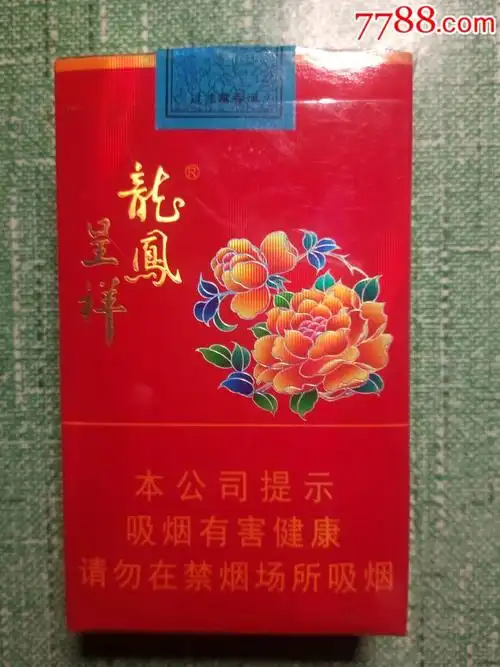 7788.com
龍鳳®
呈祥
本公司提示
吸烟有害健康
请勿在禁烟场所吸烟